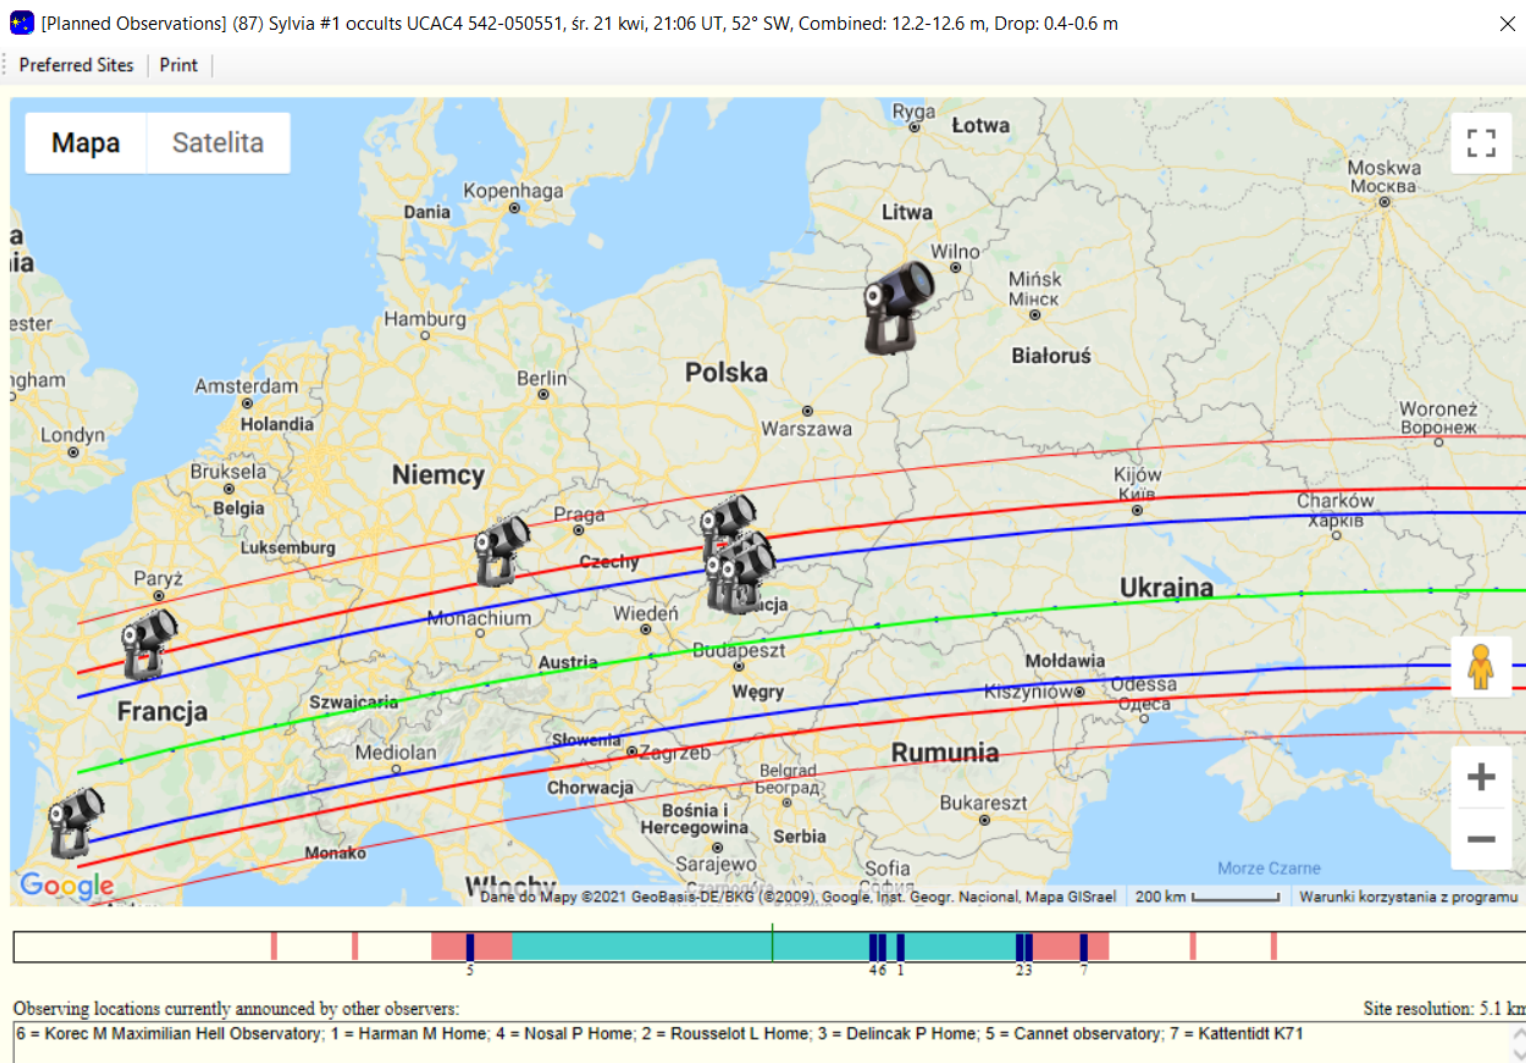 [Planned Observations] (87) Sylvia #1 occults UCAC4 542-050551, śr. 21 kwi, 21:06 UT, 52° SW, Combined: 12.2-12.6 m, Drop: 0.4-0.6 m
Preferred Sites Print
Mapa Satelita
Ryga
Łotwa
Moskwa
Москва
Kopenhaga
Dania
Litwa
Wilno
Mińsk
Мінск
Hamburg
Białoruś
Polska
Berlin
Amsterdam
Holandia
Warszawa
Woroneż
Воронеж
Londyn
Bruksela
Belgia
Niemcy
Kijów
Київ
Charków
Харків
Praga
Luksemburg
Czechy
Paryż
Ukraina
Monachium
Wiedeń
Budapeszt
Austria
Mołdawia
Węgry
Kiszyniów
Odessa
Одеса
Szwajcaria
Francja
Słowenia
Zagrzeb
Mediolan
Rumunia
Chorwacja
Belgrad
Београд
Bośnia i
Hercegowina
Serbia
Bukareszt
Monako
Sarajewo
Sofia
София
Morze Czarne
Włochy
Czarnogóra
Google
Dane do Mapy ©2021 GeoBasis-DE/BKG (©2009), Google, Inst. Geogr. Nacional, Mapa GISrael 200 km Warunki korzystania z programu
5 46 1 23 7
Observing locations currently announced by other observers: Site resolution: 5.1 km
6 = Korec M Maximilian Hell Observatory; 1 = Harman M Home; 4 = Nosal P Home; 2 = Rousselot L Home; 3 = Delincak P Home; 5 = Cannet observatory; 7 = Kattentidt K71